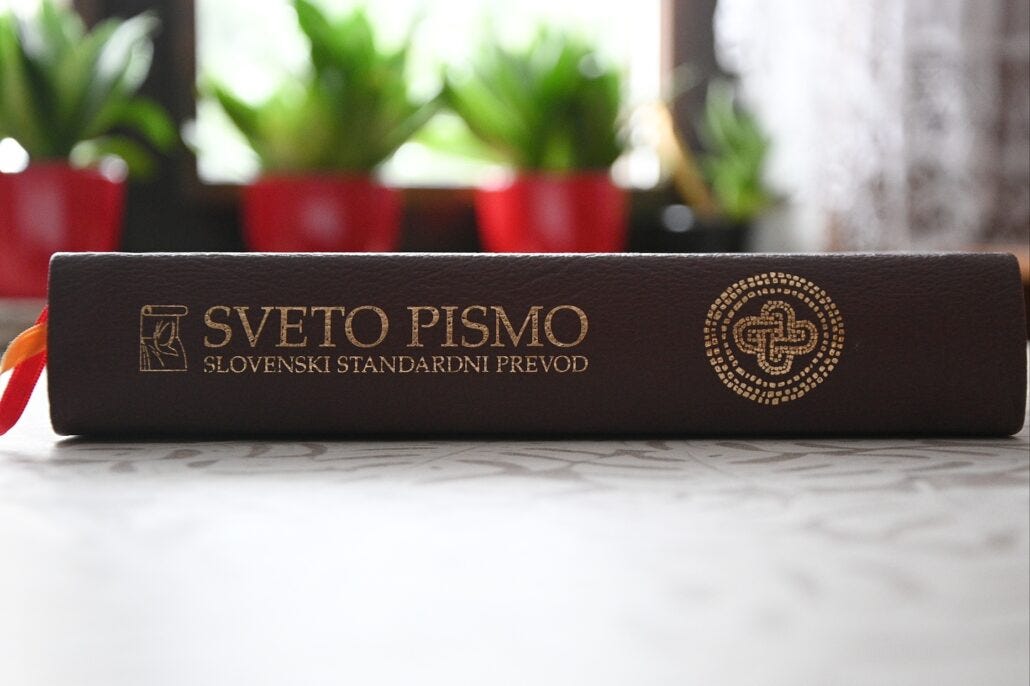 SVETO PISMO
SLOVENSKI STANDARDNI PREVOD